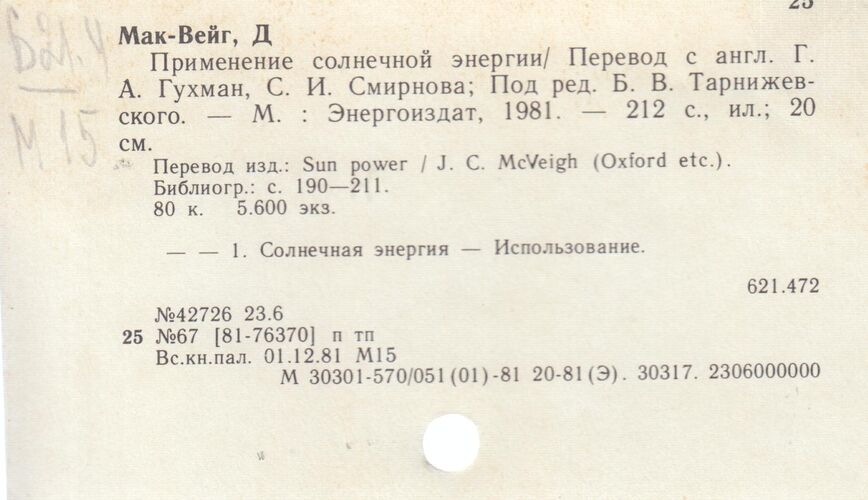 25
Б21.4
М15
Мак-Вейг, Д
Применение солнечной энергии/ Перевод с англ. Г.
А. Гухман, С. И. Смирнова; Под ред. Б. В. Тарнижев-
ского. — М. : Энергоиздат, 1981. — 212 с., ил.; 20
см.
Перевод изд.: Sun power / J. C. McVeigh (Oxford etc.).
Библиогр.: с. 190—211.
80 к. 5.600 экз.
— — 1. Солнечная энергия — Использование.
621.472
№42726 23.6
25 №67 [81-76370] п тп
Вс.кн.пал. 01.12.81 М15
М 30301-570/051(01)-81 20-81(Э). 30317. 2306000000